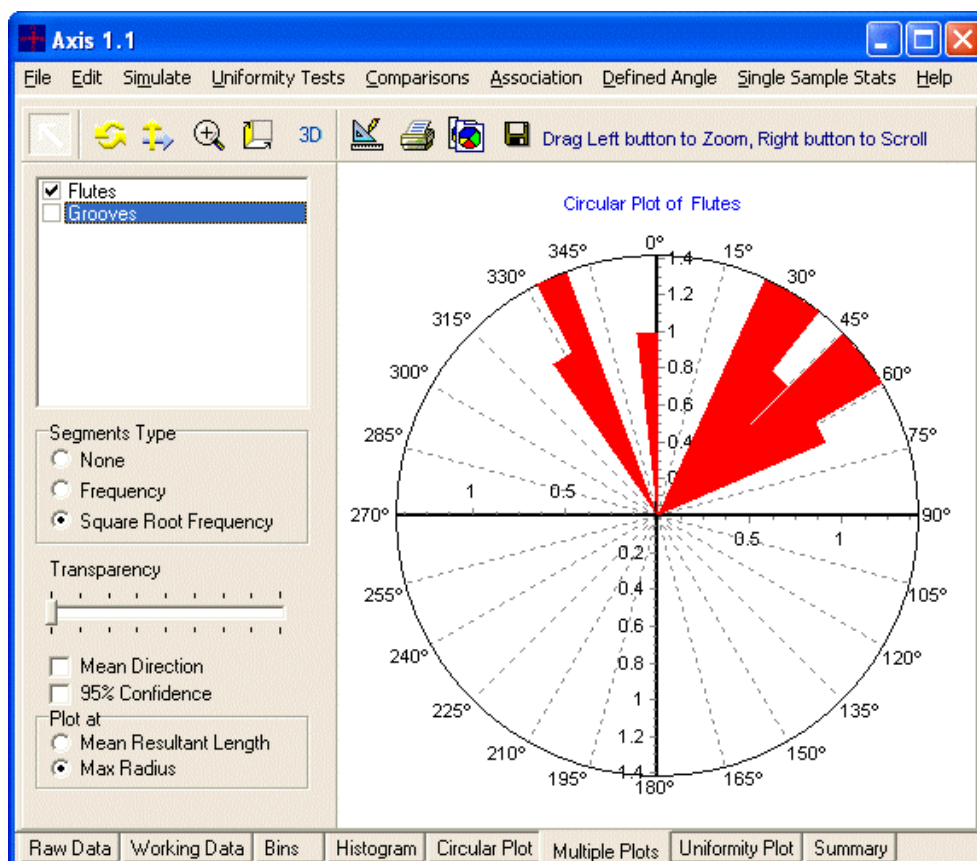 Axis 1.1
File Edit Simulate Uniformity Tests Comparisons Association Defined Angle Single Sample Stats Help
3D Drag Left button to Zoom, Right button to Scroll
Flutes
Grooves
Segments Type
None
Frequency
Square Root Frequency
Transparency
Mean Direction
95% Confidence
Plot at
Mean Resultant Length
Max Radius
Circular Plot of Flutes
0°
345° 15°
330° 30°
315° 45°
300° 60°
285° 75°
270° 90°
255° 105°
240° 120°
225° 135°
210° 150°
195° 165°
180°
1.4
1.2
1
0.8
0.6
0.4
1 0.5
0.5 1
0.2
0.4
0.6
0.8
1
1.2
1.4
Raw Data Working Data Bins Histogram Circular Plot Multiple Plots Uniformity Plot Summary